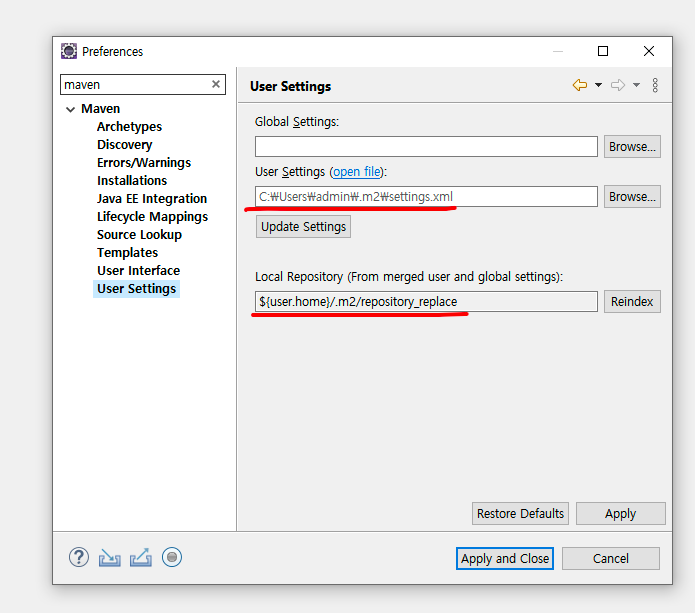 Preferences
maven
Maven
Archetypes
Discovery
Errors/Warnings
Installations
Java EE Integration
Lifecycle Mappings
Source Lookup
Templates
User Interface
User Settings
User Settings
Global Settings:
Browse...
User Settings (open file):
C:₩Users₩admin₩.m2₩settings.xml
Browse...
Update Settings
Local Repository (From merged user and global settings):
${user.home}/.m2/repository_replace
Reindex
Restore Defaults
Apply
Apply and Close
Cancel